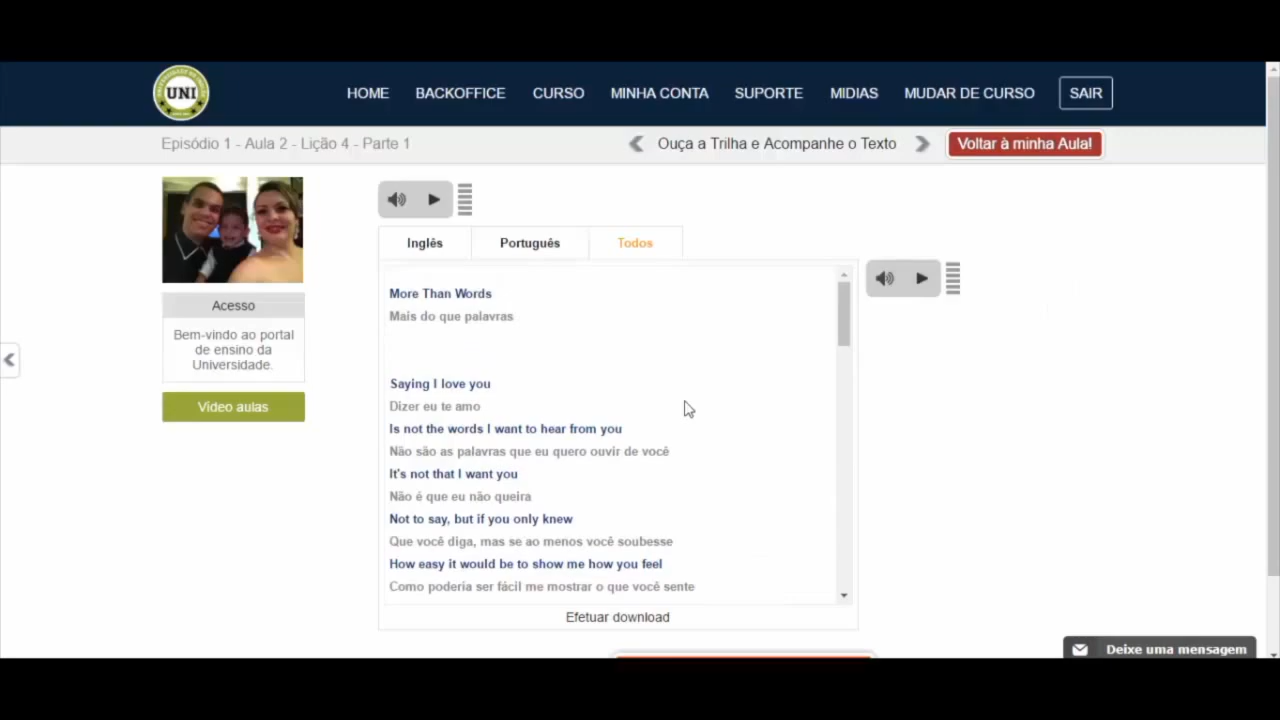 UNI
HOME BACKOFFICE CURSO MINHA CONTA SUPORTE MIDIAS MUDAR DE CURSO SAIR
Episódio 1 - Aula 2 - Lição 4 - Parte 1
Ouça a Trilha e Acompanhe o Texto
Voltar à minha Aula!
Acesso
Bem-vindo ao portal
de ensino da
Universidade.
Vídeo aulas
Inglês Português Todos
More Than Words
Mais do que palavras
Saying I love you
Dizer eu te amo
Is not the words I want to hear from you
Não são as palavras que eu quero ouvir de você
It's not that I want you
Não é que eu não queira
Not to say, but if you only knew
Que você diga, mas se ao menos você soubesse
How easy it would be to show me how you feel
Como poderia ser fácil me mostrar o que você sente
Efetuar download
Deixe uma mensagem